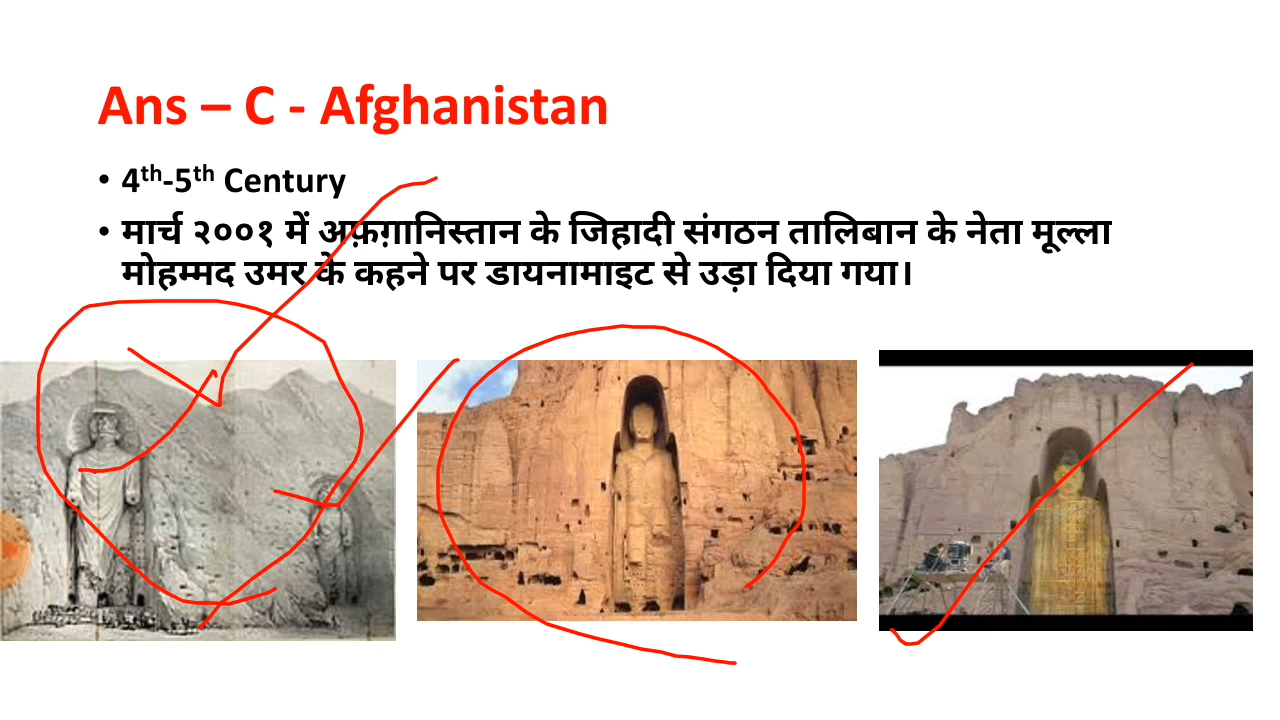 Ans – C - Afghanistan
• 4th-5th Century
• मार्च २००१ में अफ़ग़ानिस्तान के जिहादी संगठन तालिबान के नेता मूल्ला
मोहम्मद उमर के कहने पर डायनामाइट से उड़ा दिया गया।